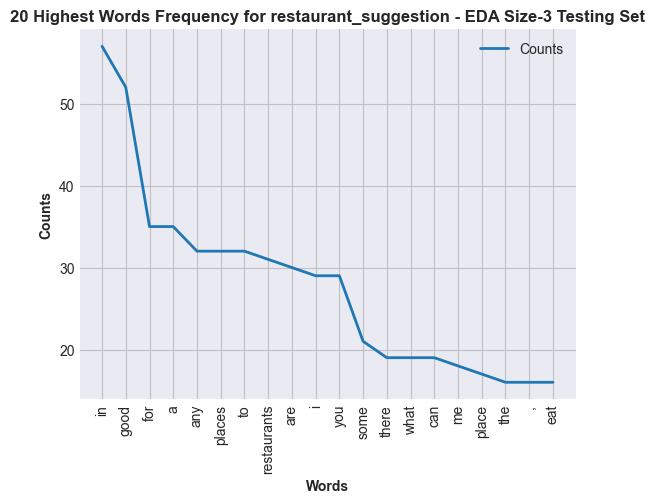 20 Highest Words Frequency for restaurant_suggestion - EDA Size-3 Testing Set
Counts
50
40
30
20
Counts
in
good
for
a
any
places
to
restaurants
are
i
you
some
there
what
can
me
place
the
,
eat
Words